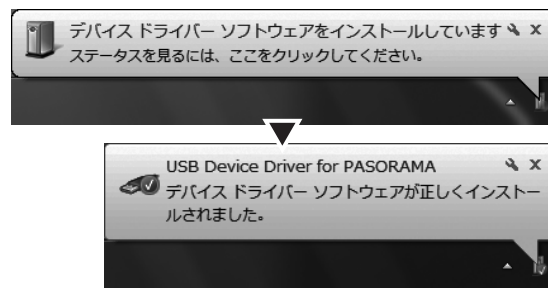 デバイス ドライバー ソフトウェアをインストールしています
ステータスを見るには、ここをクリックしてください。
USB Device Driver for PASORAMA
デバイス ドライバー ソフトウェアが正しくインストー
ルされました。